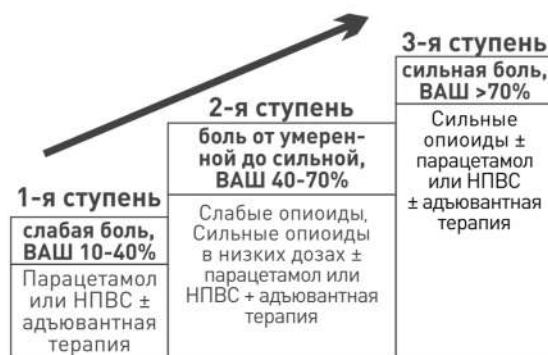 1-я ступень
слабая боль,
ВАШ 10-40%
Парацетамол
или НПВС ±
адъювантная
терапия
2-я ступень
боль от умерен-
ной до сильной,
ВАШ 40-70%
Слабые опиоиды,
Сильные опиоиды
в низких дозах ±
парацетамол или
НПВС + адъювантная
терапия
3-я ступень
сильная боль,
ВАШ >70%
Сильные
опиоиды ±
парацетамол
или НПВС
± адъювантная
терапия